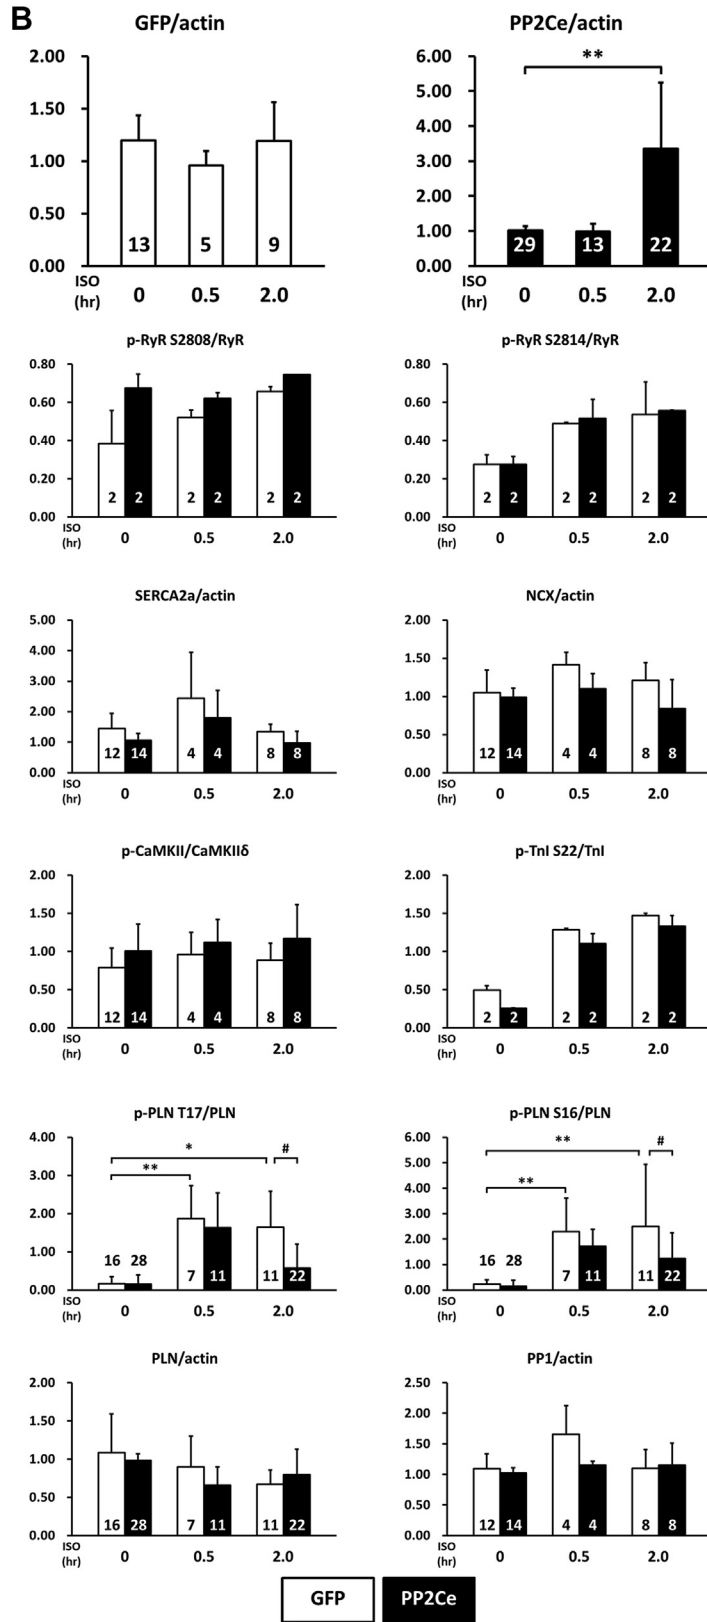 B
GFP/actin
2.00
1.50
1.00
0.50
0.00
13 5 9
ISO (hr) 0 0.5 2.0
PP2Ce/actin
6.00
5.00
4.00
3.00
2.00
1.00
0.00
**
29 13 22
ISO (hr) 0 0.5 2.0
p-RyR S2808/RyR
0.80
0.60
0.40
0.20
0.00
2 2 2 2 2 2
ISO (hr) 0 0.5 2.0
p-RyR S2814/RyR
0.80
0.60
0.40
0.20
0.00
2 2 2 2 2 2
ISO (hr) 0 0.5 2.0
SERCA2a/actin
5.00
4.00
3.00
2.00
1.00
0.00
12 14 4 4 8 8
ISO (hr) 0 0.5 2.0
NCX/actin
2.00
1.50
1.00
0.50
0.00
12 14 4 4 8 8
ISO (hr) 0 0.5 2.0
p-CaMKII/CaMKIIδ
2.00
1.50
1.00
0.50
0.00
12 14 4 4 8 8
ISO (hr) 0 0.5 2.0
p-TnI S22/TnI
2.00
1.50
1.00
0.50
0.00
2 2 2 2 2 2
ISO (hr) 0 0.5 2.0
p-PLN T17/PLN
4.00
3.00
2.00
1.00
0.00
*
#
**
16 28 7 11 11 22
ISO (hr) 0 0.5 2.0
p-PLN S16/PLN
6.00
5.00
4.00
3.00
2.00
1.00
0.00
**
#
**
16 28 7 11 11 22
ISO (hr) 0 0.5 2.0
PLN/actin
2.00
1.50
1.00
0.50
0.00
16 28 7 11 11 22
ISO (hr) 0 0.5 2.0
PP1/actin
2.50
2.00
1.50
1.00
0.50
0.00
12 14 4 4 8 8
ISO (hr) 0 0.5 2.0
GFP PP2Ce